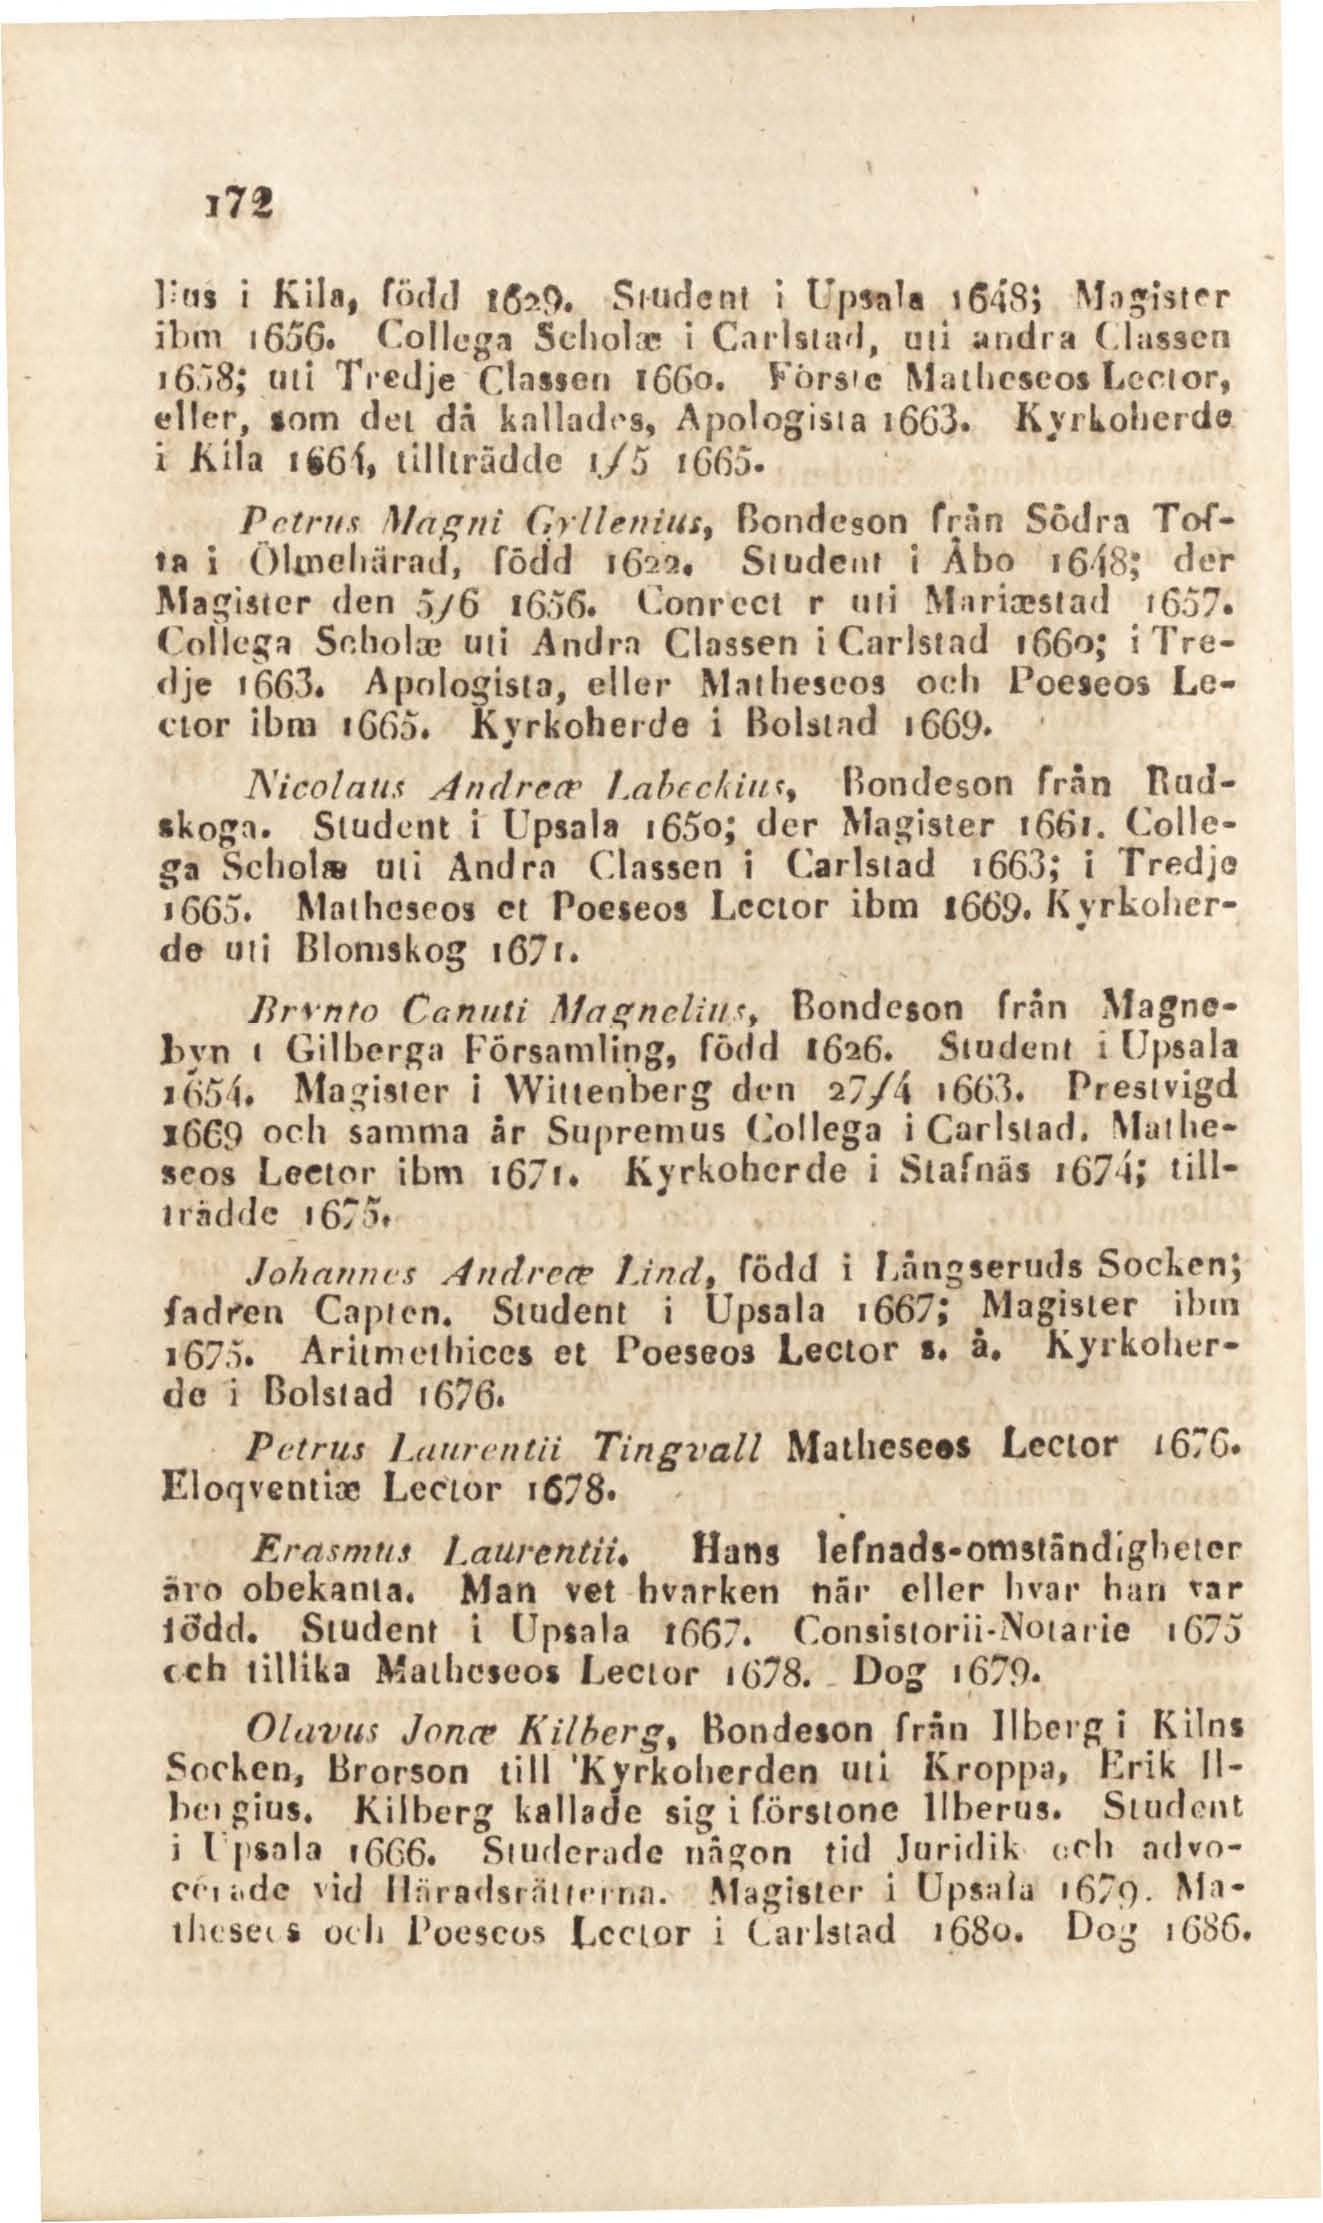 172
lius i Kila, född 1629. Student i Upsala 1648; Magister
ibm 1656. Collega Scholæ i Carlstad, uti andra Classen
1658; uti Tredje Classen 1660. Förste Matheseos Lector,
eller, som det då kallades, Apologista 1663. Kyrkoherde
i Kila 1664, tillträdde 1/5 1665.
Petrus Magni Gyllenius, Bondeson från Södra Tof-
ta i Ölmehärad, född 1622. Student i Åbo 1648; der
Magister den 5/6 1656. Conrect r uti Mariæstad 1657.
Collega Scholæ uti Andra Classen i Carlstad 1660; i Tre-
dje 1663. Apologista, eller Matheseos och Poeseos Le-
ctor ibm 1665. Kyrkoherde i Bolstad 1669.
Nicolaus Andreæ Labeckius, Bondeson från Rud-
skoga. Student i Upsala 1650; der Magister 1661. Colle-
ga Scholæ uti Andra Classen i Carlstad 1663; i Tredje
1665. Matheseos et Poeseos Lector ibm 1669. Kyrkoher-
de uti Blomskog 1671.
Brynto Canuti Magnelius, Bondeson från Magne-
byn i Gilberga Församling, född 1626. Student i Upsala
1654. Magister i Wittenberg den 27/4 1663. Prestvigd
1669 och samma år Supremus Collega i Carlstad. Mathe-
seos Lector ibm 1671. Kyrkoherde i Stafnäs 1674; till-
trädde 1675.
Johannes Andreæ Lind, född i Långseruds Socken;
fadren Capten. Student i Upsala 1667; Magister ibm
1675. Aritmethices et Poeseos Lector s. å. Kyrkoher-
de i Bolstad 1676.
Petrus Laurentii Tingvall Matheseos Lector 1676.
Eloqventiæ Lector 1678.
Erasmus Laurentii. Hans lefnads-omständigheter
äro obekanta. Man vet hvarken när eller hvar han var
född. Student i Upsala 1667. Consistorii-Notarie 1675
och tillika Matheseos Lector 1678. Dog 1679.
Olavus Jonæ Kilberg, Bondeson från Ilberg i Kilns
Socken, Brorson till Kyrkoherden uti Kroppa, Erik Il-
bergius. Kilberg kallade sig i förstone Ilberus. Student
i Upsala 1666. Studerade någon tid Juridik och advo-
cerade vid Häradsrätterna. Magister i Upsala 1679. Ma-
theseos och Poeseos Lector i Carlstad 1680. Dog 1686.